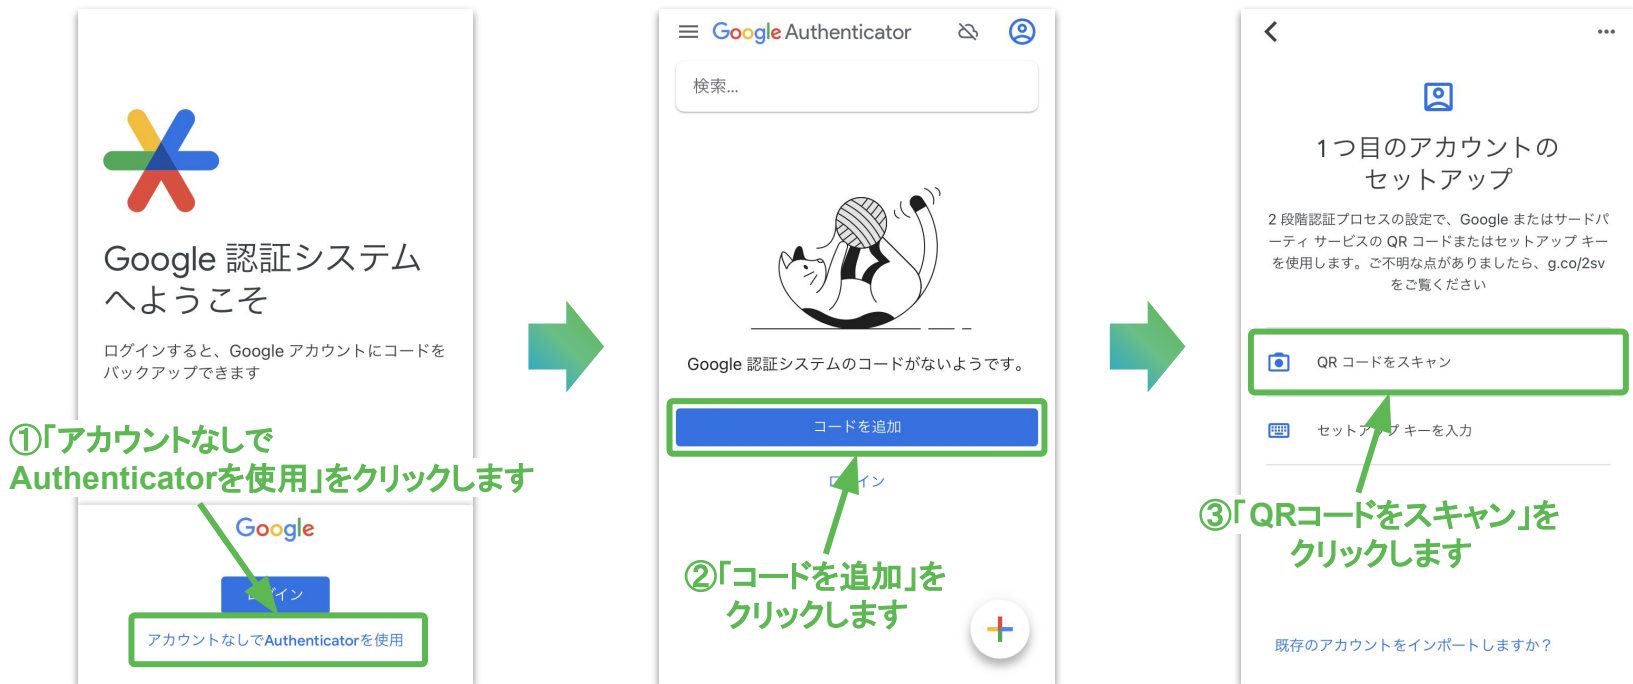 Google 認証システム
へようこそ
ログインすると、Google アカウントにコードを
バックアップできます
①「アカウントなしで
Authenticatorを使用」をクリックします
Google
ログイン
アカウントなしでAuthenticatorを使用
Google Authenticator
検索...
Google 認証システムのコードがないようです。
コードを追加
ログイン
②「コードを追加」を
クリックします
1つ目のアカウントの
セットアップ
2 段階認証プロセスの設定で、Google またはサードパ
ーティ サービスの QR コードまたはセットアップ キー
を使用します。ご不明な点がありましたら、g.co/2sv
をご覧ください
QR コードをスキャン
セットアップ キーを入力
③「QRコードをスキャン」を
クリックします
既存のアカウントをインポートしますか？